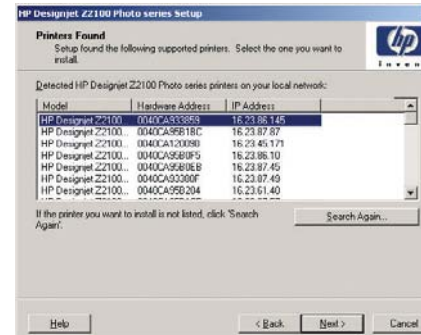 HP Designjet Z2100 Photo series Setup
Printers Found
Setup found the following supported printers. Select the one you want to
install.
hp
i n v e n
Detected HP Designjet Z2100 Photo series printers on your local network:
Model Hardware Address IP Address
HP Designjet Z2100... 0040CA933859 16.23.86.145
HP Designjet Z2100... 0040CA95B1BC 16.23.87.87
HP Designjet Z2100... 0040CA120090 16.23.45.171
HP Designjet Z2100... 0040CA95B0F5 16.23.86.10
HP Designjet Z2100... 0040CA95B0EB 16.23.87.45
HP Designjet Z2100... 0040CA93380F 16.23.87.49
HP Designjet Z2100... 0040CA95B204 16.23.61.40
If the printer you want to install is not listed, click 'Search
Again'.
Search Again...
Help
< Back
Next >
Cancel